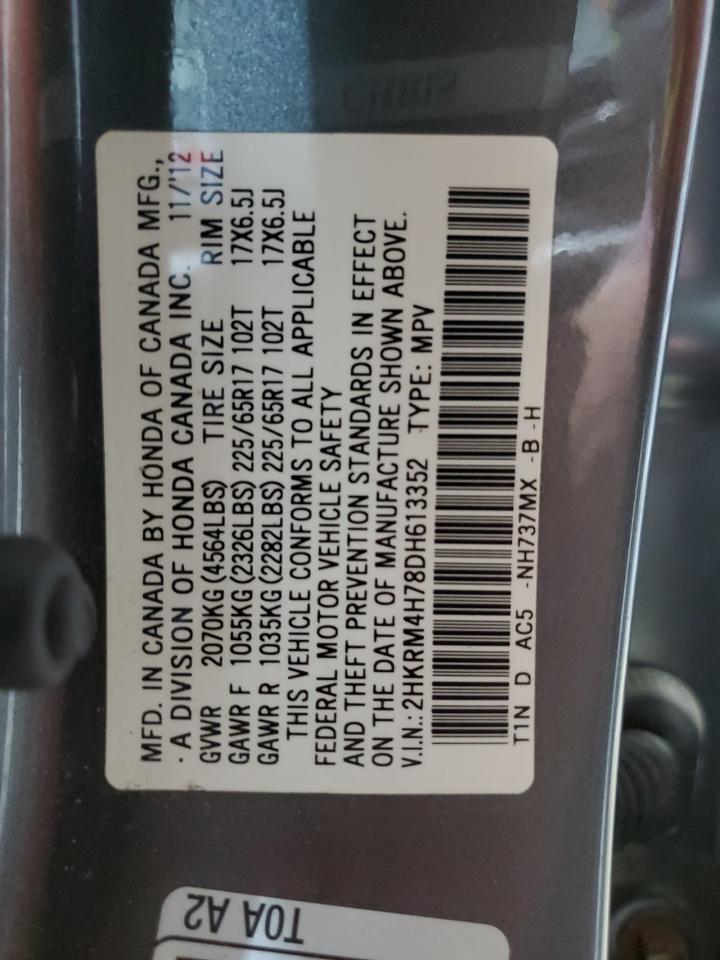 MFD. IN CANADA BY HONDA OF CANADA MFG.,
A DIVISION OF HONDA CANADA INC. 11/'12
GVWR 2070KG(4564LBS) TIRE SIZE RIM SIZE
GAWR F 1055KG(2326LBS) 225/65R17 102T 17X6.5J
GAWR R 1035KG(2282LBS) 225/65R17 102T 17X6.5J
THIS VEHICLE CONFORMS TO ALL APPLICABLE
FEDERAL MOTOR VEHICLE SAFETY
AND THEFT PREVENTION STANDARDS IN EFFECT
ON THE DATE OF MANUFACTURE SHOWN ABOVE.
V.I.N.: 2HKRM4H78DH613352 TYPE: MPV
T1N D AC5 -NH737MX -B -H
T0A A2
CHRIS